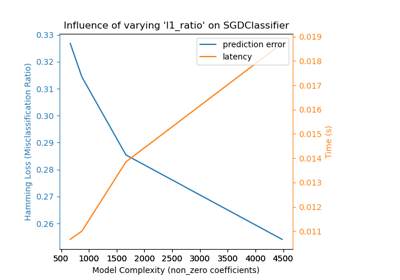 Influence of varying 'l1_ratio' on SGDClassifier
prediction error
latency
Hamming Loss (Misclassification Ratio)
0.33
0.32
0.31
0.30
0.29
0.28
0.27
0.26
0.019
0.018
0.017
0.016
0.015
0.014
0.013
0.012
0.011
Time (s)
500 1000 1500 2000 2500 3000 3500 4000 4500
Model Complexity (non_zero coefficients)